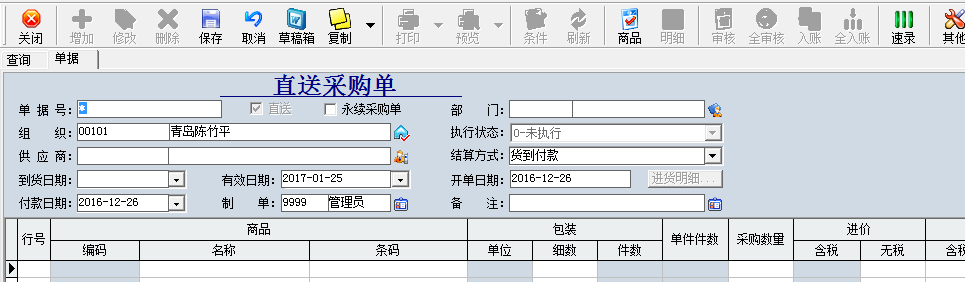 关闭 增加 修改 删除 保存 取消 草稿箱 复制 打印 预览 条件 刷新 商品 明细 审核 全审核 入账 全入账 速录 其他
查询 单据
直送采购单
单据号: * 直送 永续采购单 部门:
组织: 00101 青岛陈竹平 执行状态: 0-未执行
供应商: 结算方式: 货到付款
到货日期: 有效日期: 2017-01-25 开单日期: 2016-12-26 进货明细...
付款日期: 2016-12-26 制单: 9999 管理员 备注:
行号 商品 包装 单件件数 采购数量 进价
编码 名称 条码 单位 细数 件数 含税 无税 含税